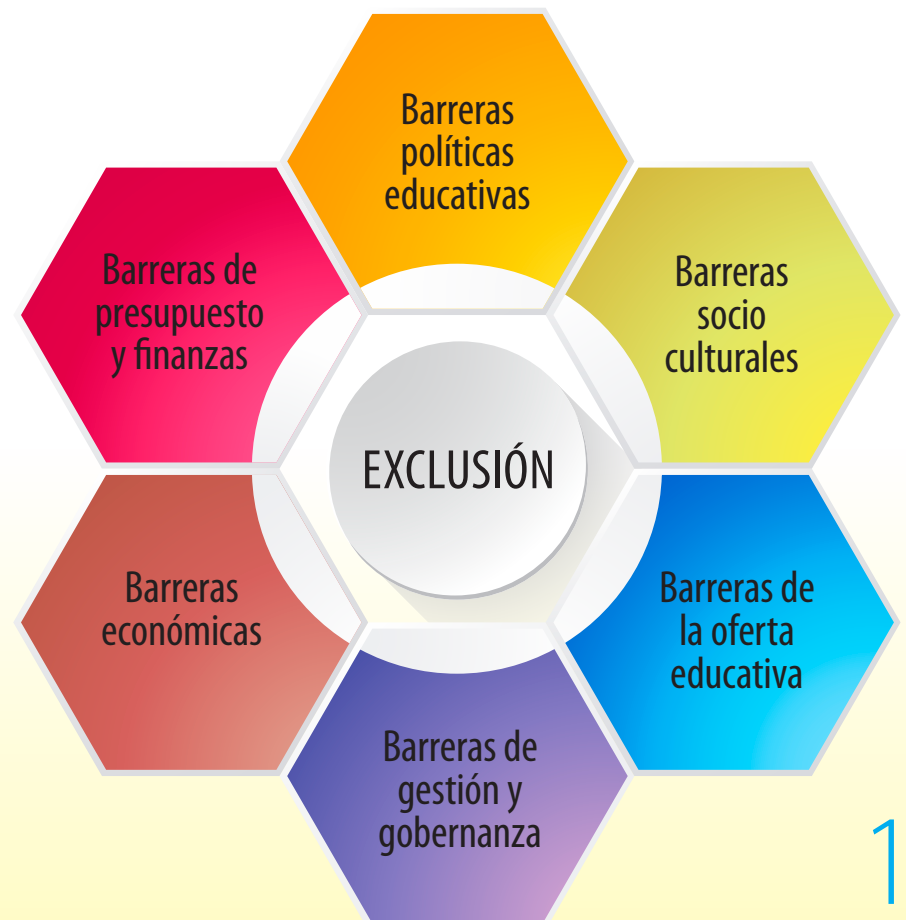 Barreras
políticas
educativas
Barreras de
presupuesto
y finanzas
Barreras
socio
culturales
EXCLUSIÓN
Barreras
económicas
Barreras de
la oferta
educativa
Barreras de
gestión y
gobernanza
1